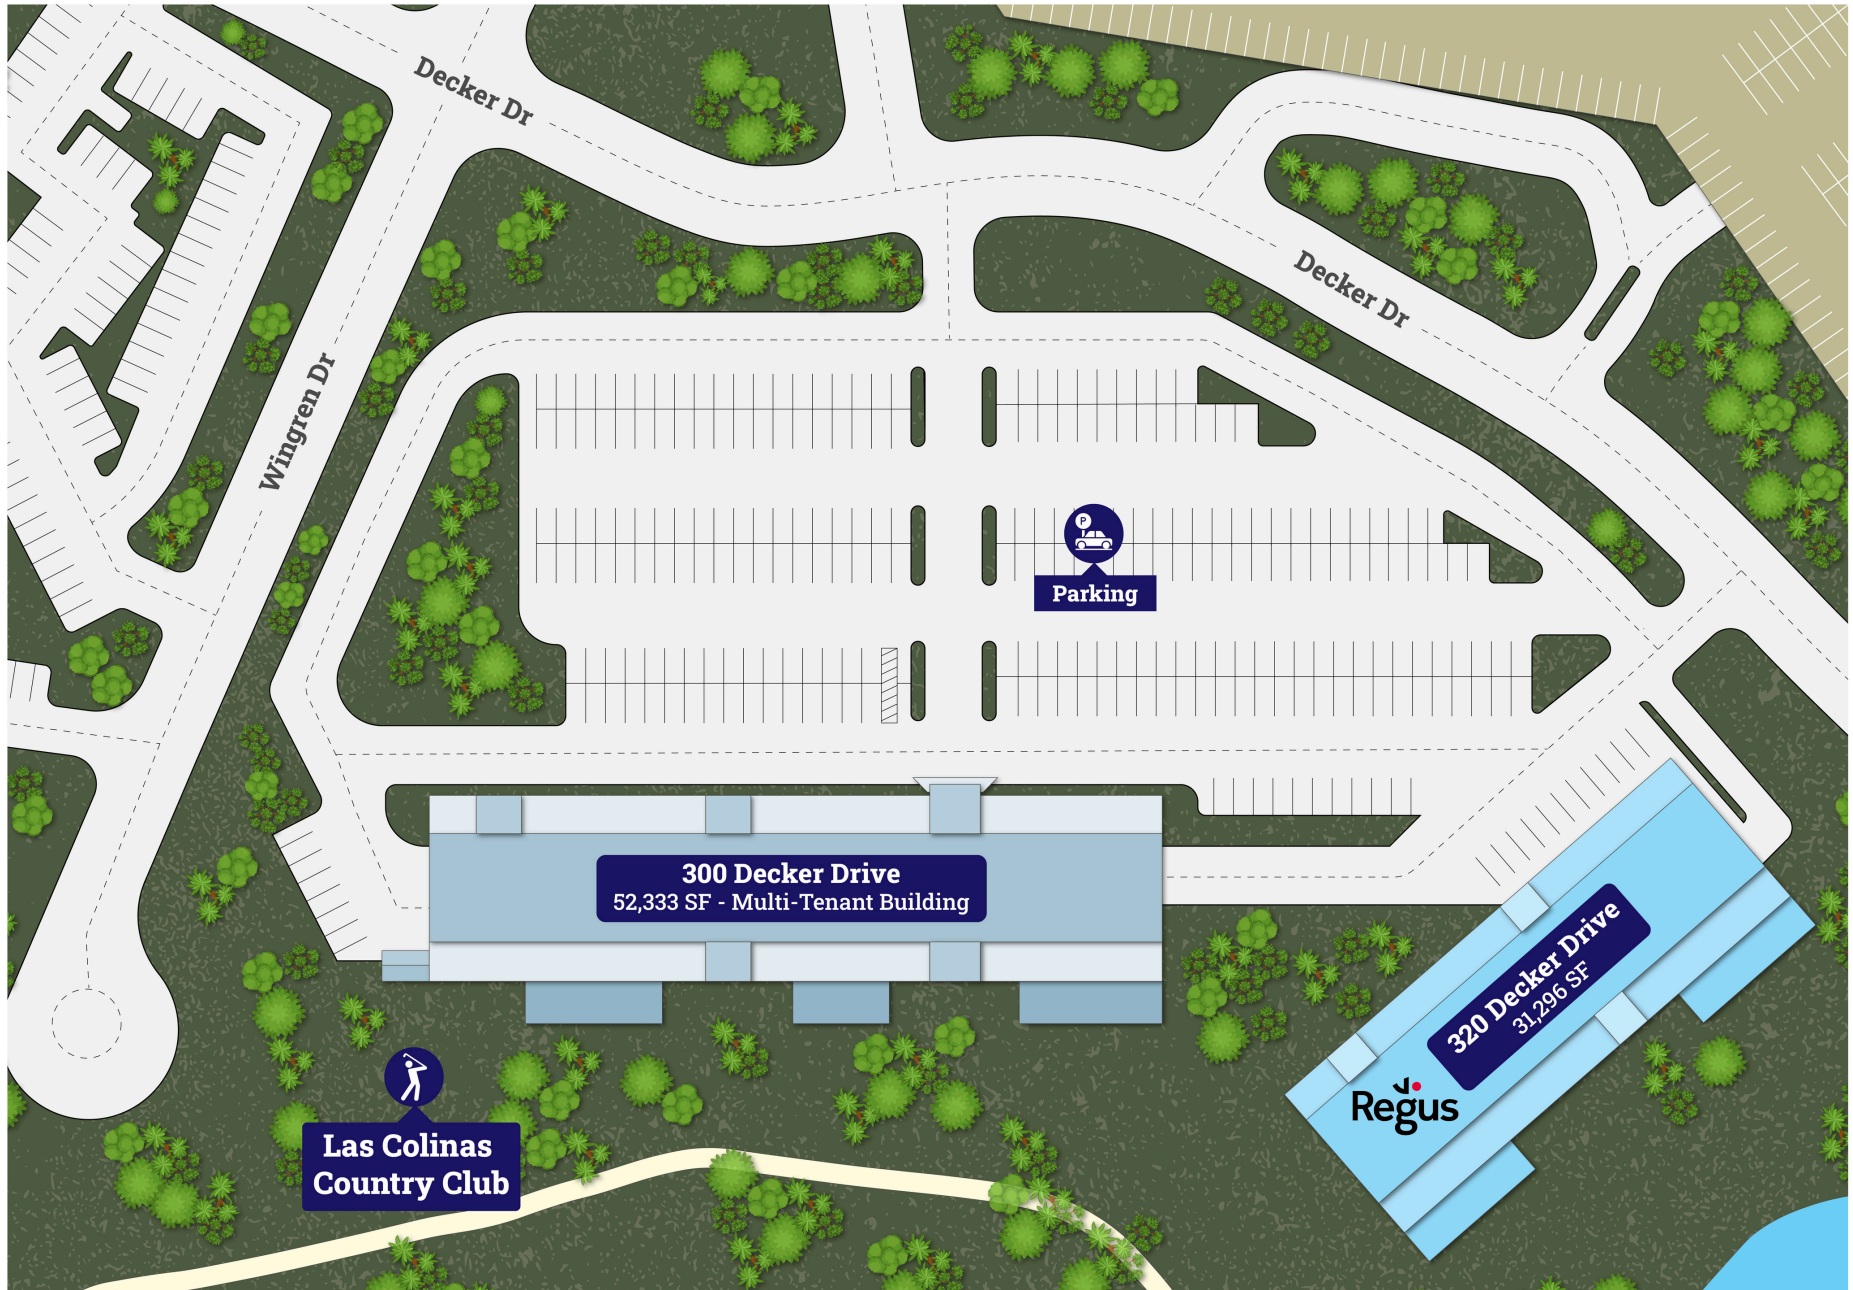 Decker Dr
Decker Dr
Wingren Dr
P
Parking
300 Decker Drive
52,333 SF - Multi-Tenant Building
320 Decker Drive
31,296 SF
Regus
Las Colinas
Country Club